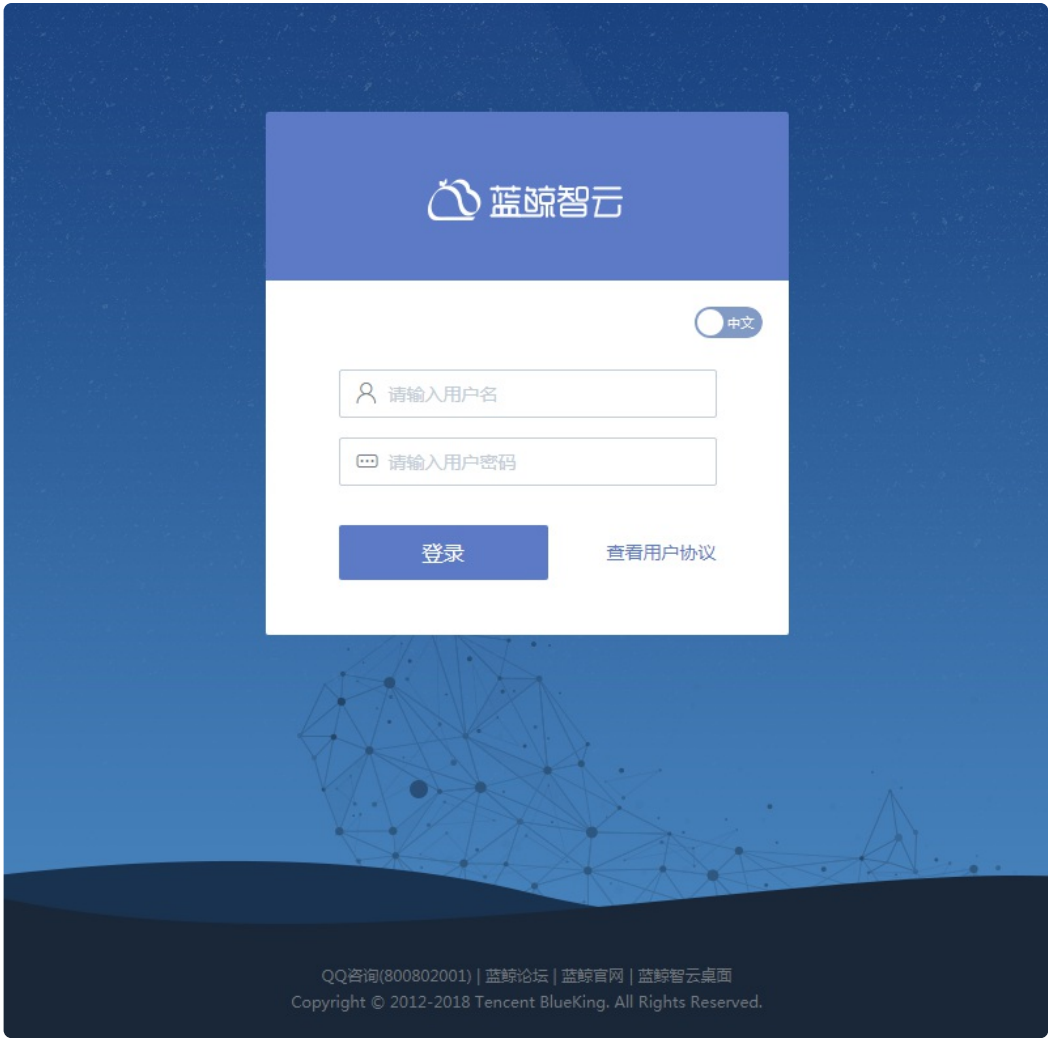 蓝鲸智云
中文
请输入用户名
请输入用户密码
登录 查看用户协议
QQ咨询(800802001) | 蓝鲸论坛 | 蓝鲸官网 | 蓝鲸智云桌面
Copyright © 2012-2018 Tencent BlueKing. All Rights Reserved.